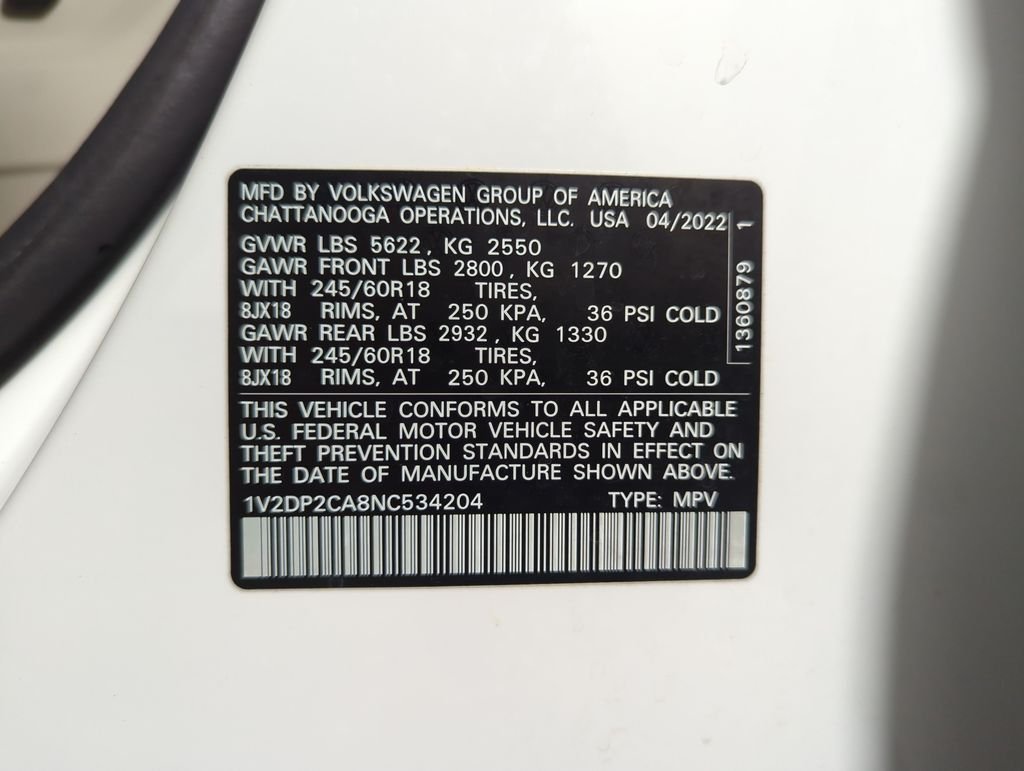 MFD BY VOLKSWAGEN GROUP OF AMERICA
CHATTANOOGA OPERATIONS, LLC. USA 04/2022
GVWR LBS 5622, KG 2550
GAWR FRONT LBS 2800, KG 1270
WITH 245/60R18 TIRES,
8JX18 RIMS, AT 250 KPA, 36 PSI COLD
GAWR REAR LBS 2932, KG 1330
WITH 245/60R18 TIRES,
8JX18 RIMS, AT 250 KPA, 36 PSI COLD
1360879 1
THIS VEHICLE CONFORMS TO ALL APPLICABLE
U.S. FEDERAL MOTOR VEHICLE SAFETY AND
THEFT PREVENTION STANDARDS IN EFFECT ON
THE DATE OF MANUFACTURE SHOWN ABOVE.
1V2DP2CA8NC534204 TYPE: MPV